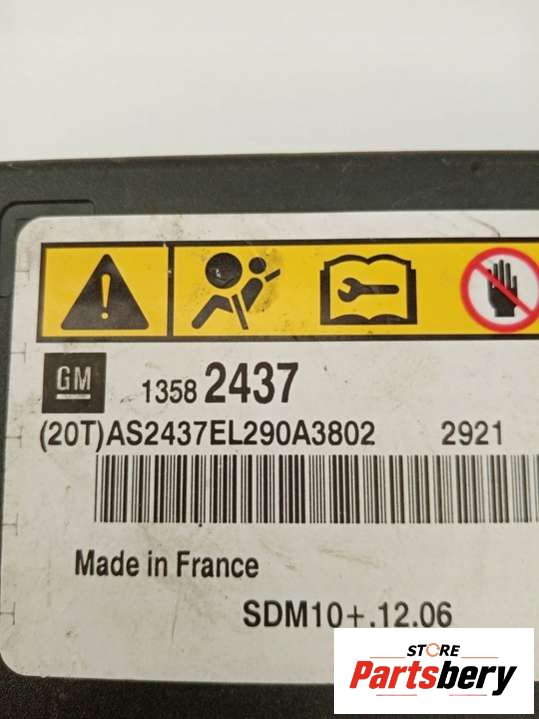 GM 1358 2437
(20T)AS2437EL290A3802 2921
Made in France
SDM10+.12.06
STORE
Partsbery